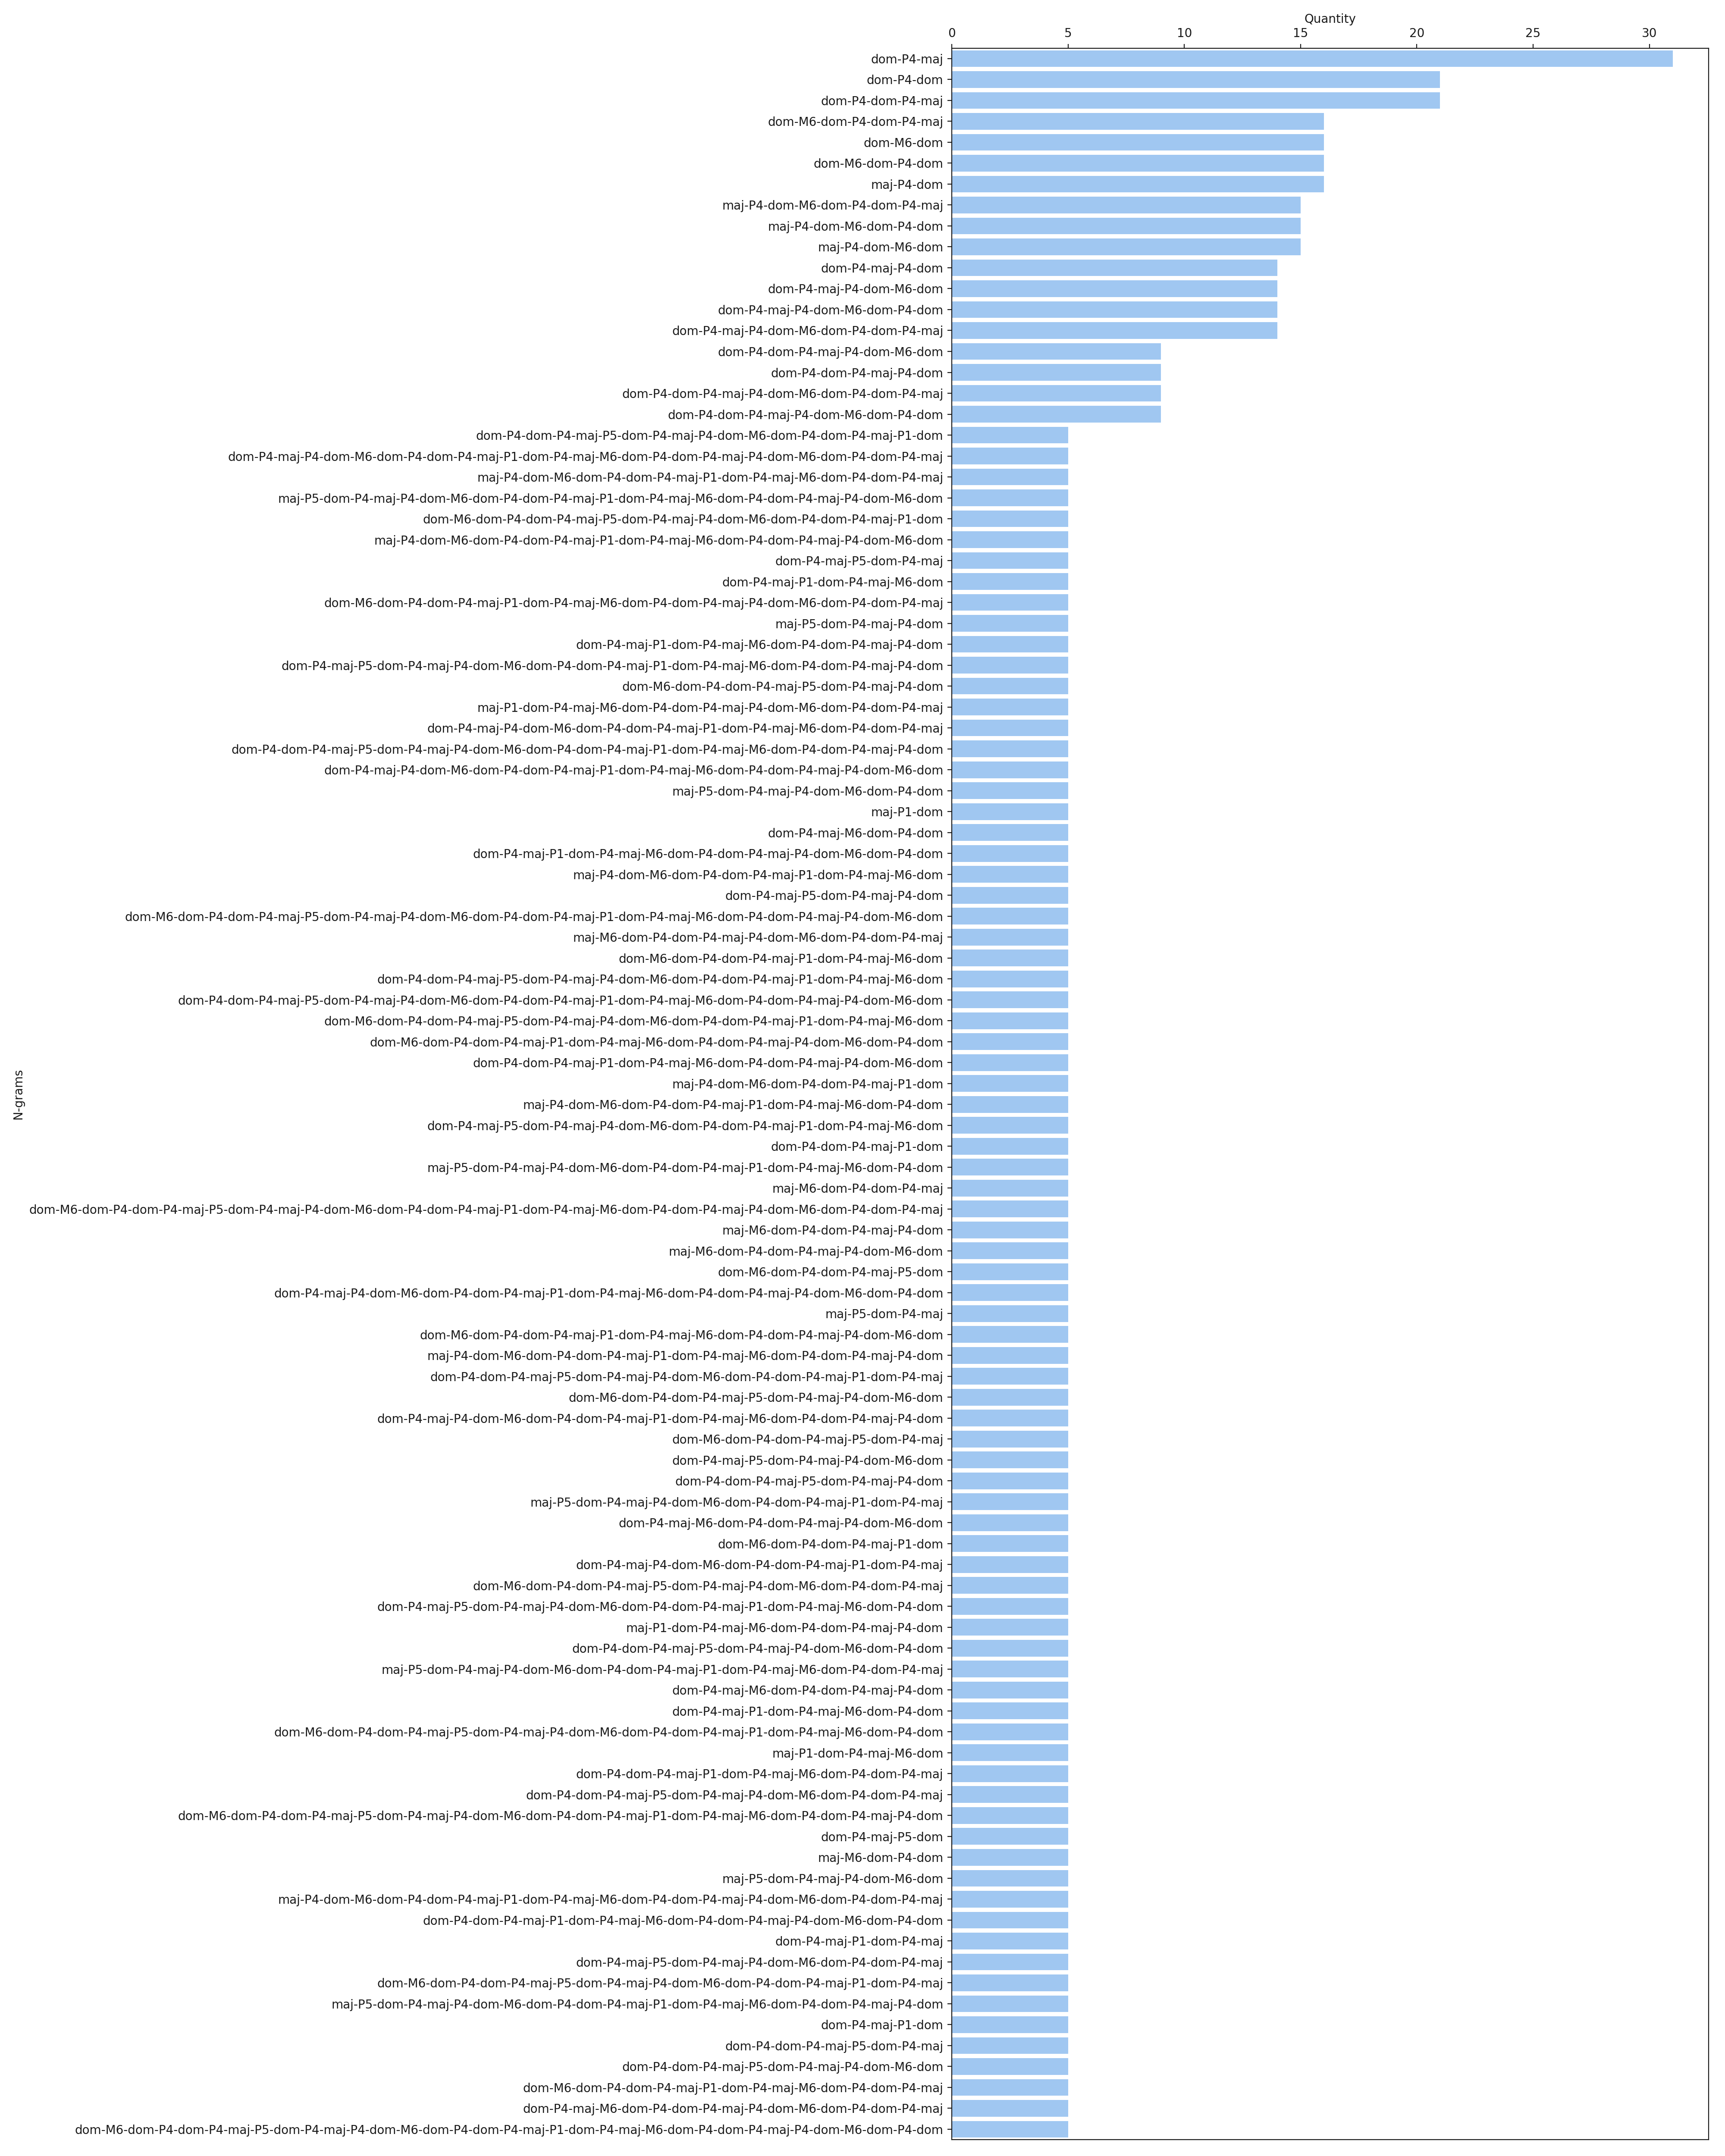 Quantity
0 5 10 15 20 25 30
dom-P4-maj
dom-P4-dom
dom-P4-dom-P4-maj
dom-M6-dom-P4-dom-P4-maj
dom-M6-dom
dom-M6-dom-P4-dom
maj-P4-dom
maj-P4-dom-M6-dom-P4-dom-P4-maj
maj-P4-dom-M6-dom-P4-dom
maj-P4-dom-M6-dom
dom-P4-maj-P4-dom
dom-P4-maj-P4-dom-M6-dom
dom-P4-maj-P4-dom-M6-dom-P4-dom
dom-P4-maj-P4-dom-M6-dom-P4-dom-P4-maj
dom-P4-dom-P4-maj-P4-dom-M6-dom
dom-P4-dom-P4-maj-P4-dom
dom-P4-dom-P4-maj-P4-dom-M6-dom-P4-dom-P4-maj
dom-P4-dom-P4-maj-P4-dom-M6-dom-P4-dom
dom-P4-dom-P4-maj-P5-dom-P4-maj-P4-dom-M6-dom-P4-dom-P4-maj-P1-dom
dom-P4-maj-P4-dom-M6-dom-P4-dom-P4-maj-P1-dom-P4-maj-M6-dom-P4-dom-P4-maj-P4-dom-M6-dom-P4-dom-P4-maj
maj-P4-dom-M6-dom-P4-dom-P4-maj-P1-dom-P4-maj-M6-dom-P4-dom-P4-maj
maj-P5-dom-P4-maj-P4-dom-M6-dom-P4-dom-P4-maj-P1-dom-P4-maj-M6-dom-P4-dom-P4-maj-P4-dom-M6-dom
dom-M6-dom-P4-dom-P4-maj-P5-dom-P4-maj-P4-dom-M6-dom-P4-dom-P4-maj-P1-dom
maj-P4-dom-M6-dom-P4-dom-P4-maj-P1-dom-P4-maj-M6-dom-P4-dom-P4-maj-P4-dom-M6-dom
dom-P4-maj-P5-dom-P4-maj
dom-P4-maj-P1-dom-P4-maj-M6-dom
dom-M6-dom-P4-dom-P4-maj-P1-dom-P4-maj-M6-dom-P4-dom-P4-maj-P4-dom-M6-dom-P4-dom-P4-maj
maj-P5-dom-P4-maj-P4-dom
dom-P4-maj-P1-dom-P4-maj-M6-dom-P4-dom-P4-maj-P4-dom
dom-P4-maj-P5-dom-P4-maj-P4-dom-M6-dom-P4-dom-P4-maj-P1-dom-P4-maj-M6-dom-P4-dom-P4-maj-P4-dom
dom-M6-dom-P4-dom-P4-maj-P5-dom-P4-maj-P4-dom
maj-P1-dom-P4-maj-M6-dom-P4-dom-P4-maj-P4-dom-M6-dom-P4-dom-P4-maj
dom-P4-maj-P4-dom-M6-dom-P4-dom-P4-maj-P1-dom-P4-maj-M6-dom-P4-dom-P4-maj
dom-P4-dom-P4-maj-P5-dom-P4-maj-P4-dom-M6-dom-P4-dom-P4-maj-P1-dom-P4-maj-M6-dom-P4-dom-P4-maj-P4-dom
dom-P4-maj-P4-dom-M6-dom-P4-dom-P4-maj-P1-dom-P4-maj-M6-dom-P4-dom-P4-maj-P4-dom-M6-dom
maj-P5-dom-P4-maj-P4-dom-M6-dom-P4-dom
maj-P1-dom
dom-P4-maj-M6-dom-P4-dom
dom-P4-maj-P1-dom-P4-maj-M6-dom-P4-dom-P4-maj-P4-dom-M6-dom-P4-dom
maj-P4-dom-M6-dom-P4-dom-P4-maj-P1-dom-P4-maj-M6-dom
dom-P4-maj-P5-dom-P4-maj-P4-dom
dom-M6-dom-P4-dom-P4-maj-P5-dom-P4-maj-P4-dom-M6-dom-P4-dom-P4-maj-P1-dom-P4-maj-M6-dom-P4-dom-P4-maj-P4-dom-M6-dom
maj-M6-dom-P4-dom-P4-maj-P4-dom-M6-dom-P4-dom-P4-maj
dom-M6-dom-P4-dom-P4-maj-P1-dom-P4-maj-M6-dom
dom-P4-dom-P4-maj-P5-dom-P4-maj-P4-dom-M6-dom-P4-dom-P4-maj-P1-dom-P4-maj-M6-dom
dom-P4-dom-P4-maj-P5-dom-P4-maj-P4-dom-M6-dom-P4-dom-P4-maj-P1-dom-P4-maj-M6-dom-P4-dom-P4-maj-P4-dom-M6-dom
dom-M6-dom-P4-dom-P4-maj-P5-dom-P4-maj-P4-dom-M6-dom-P4-dom-P4-maj-P1-dom-P4-maj-M6-dom
dom-M6-dom-P4-dom-P4-maj-P1-dom-P4-maj-M6-dom-P4-dom-P4-maj-P4-dom-M6-dom-P4-dom
dom-P4-dom-P4-maj-P1-dom-P4-maj-M6-dom-P4-dom-P4-maj-P4-dom-M6-dom
maj-P4-dom-M6-dom-P4-dom-P4-maj-P1-dom
N-grams
maj-P4-dom-M6-dom-P4-dom-P4-maj-P1-dom-P4-maj-M6-dom-P4-dom
dom-P4-maj-P5-dom-P4-maj-P4-dom-M6-dom-P4-dom-P4-maj-P1-dom-P4-maj-M6-dom
dom-P4-dom-P4-maj-P1-dom
maj-P5-dom-P4-maj-P4-dom-M6-dom-P4-dom-P4-maj-P1-dom-P4-maj-M6-dom-P4-dom
maj-M6-dom-P4-dom-P4-maj
dom-M6-dom-P4-dom-P4-maj-P5-dom-P4-maj-P4-dom-M6-dom-P4-dom-P4-maj-P1-dom-P4-maj-M6-dom-P4-dom-P4-maj-P4-dom-M6-dom-P4-dom-P4-maj
maj-M6-dom-P4-dom-P4-maj-P4-dom
maj-M6-dom-P4-dom-P4-maj-P4-dom-M6-dom
dom-M6-dom-P4-dom-P4-maj-P5-dom
dom-P4-maj-P4-dom-M6-dom-P4-dom-P4-maj-P1-dom-P4-maj-M6-dom-P4-dom-P4-maj-P4-dom-M6-dom-P4-dom
maj-P5-dom-P4-maj
dom-M6-dom-P4-dom-P4-maj-P1-dom-P4-maj-M6-dom-P4-dom-P4-maj-P4-dom-M6-dom
maj-P4-dom-M6-dom-P4-dom-P4-maj-P1-dom-P4-maj-M6-dom-P4-dom-P4-maj-P4-dom
dom-P4-dom-P4-maj-P5-dom-P4-maj-P4-dom-M6-dom-P4-dom-P4-maj-P1-dom-P4-maj
dom-M6-dom-P4-dom-P4-maj-P5-dom-P4-maj-P4-dom-M6-dom
dom-P4-maj-P4-dom-M6-dom-P4-dom-P4-maj-P1-dom-P4-maj-M6-dom-P4-dom-P4-maj-P4-dom
dom-M6-dom-P4-dom-P4-maj-P5-dom-P4-maj
dom-P4-maj-P5-dom-P4-maj-P4-dom-M6-dom
dom-P4-dom-P4-maj-P5-dom-P4-maj-P4-dom
maj-P5-dom-P4-maj-P4-dom-M6-dom-P4-dom-P4-maj-P1-dom-P4-maj
dom-P4-maj-M6-dom-P4-dom-P4-maj-P4-dom-M6-dom
dom-M6-dom-P4-dom-P4-maj-P1-dom
dom-P4-maj-P4-dom-M6-dom-P4-dom-P4-maj-P1-dom-P4-maj
dom-M6-dom-P4-dom-P4-maj-P5-dom-P4-maj-P4-dom-M6-dom-P4-dom-P4-maj
dom-P4-maj-P5-dom-P4-maj-P4-dom-M6-dom-P4-dom-P4-maj-P1-dom-P4-maj-M6-dom-P4-dom
maj-P1-dom-P4-maj-M6-dom-P4-dom-P4-maj-P4-dom
dom-P4-dom-P4-maj-P5-dom-P4-maj-P4-dom-M6-dom-P4-dom
maj-P5-dom-P4-maj-P4-dom-M6-dom-P4-dom-P4-maj-P1-dom-P4-maj-M6-dom-P4-dom-P4-maj
dom-P4-maj-M6-dom-P4-dom-P4-maj-P4-dom
dom-P4-maj-P1-dom-P4-maj-M6-dom-P4-dom
dom-M6-dom-P4-dom-P4-maj-P5-dom-P4-maj-P4-dom-M6-dom-P4-dom-P4-maj-P1-dom-P4-maj-M6-dom-P4-dom
maj-P1-dom-P4-maj-M6-dom
dom-P4-dom-P4-maj-P1-dom-P4-maj-M6-dom-P4-dom-P4-maj
dom-P4-dom-P4-maj-P5-dom-P4-maj-P4-dom-M6-dom-P4-dom-P4-maj
dom-M6-dom-P4-dom-P4-maj-P5-dom-P4-maj-P4-dom-M6-dom-P4-dom-P4-maj-P1-dom-P4-maj-M6-dom-P4-dom-P4-maj-P4-dom
dom-P4-maj-P5-dom
maj-M6-dom-P4-dom
maj-P5-dom-P4-maj-P4-dom-M6-dom
maj-P4-dom-M6-dom-P4-dom-P4-maj-P1-dom-P4-maj-M6-dom-P4-dom-P4-maj-P4-dom-M6-dom-P4-dom-P4-maj
dom-P4-dom-P4-maj-P1-dom-P4-maj-M6-dom-P4-dom-P4-maj-P4-dom-M6-dom-P4-dom
dom-P4-maj-P1-dom-P4-maj
dom-P4-maj-P5-dom-P4-maj-P4-dom-M6-dom-P4-dom-P4-maj
dom-M6-dom-P4-dom-P4-maj-P5-dom-P4-maj-P4-dom-M6-dom-P4-dom-P4-maj-P1-dom-P4-maj
maj-P5-dom-P4-maj-P4-dom-M6-dom-P4-dom-P4-maj-P1-dom-P4-maj-M6-dom-P4-dom-P4-maj-P4-dom
dom-P4-maj-P1-dom
dom-P4-dom-P4-maj-P5-dom-P4-maj
dom-P4-dom-P4-maj-P5-dom-P4-maj-P4-dom-M6-dom
dom-M6-dom-P4-dom-P4-maj-P1-dom-P4-maj-M6-dom-P4-dom-P4-maj
dom-P4-maj-M6-dom-P4-dom-P4-maj-P4-dom-M6-dom-P4-dom-P4-maj
dom-M6-dom-P4-dom-P4-maj-P5-dom-P4-maj-P4-dom-M6-dom-P4-dom-P4-maj-P1-dom-P4-maj-M6-dom-P4-dom-P4-maj-P4-dom-M6-dom-P4-dom